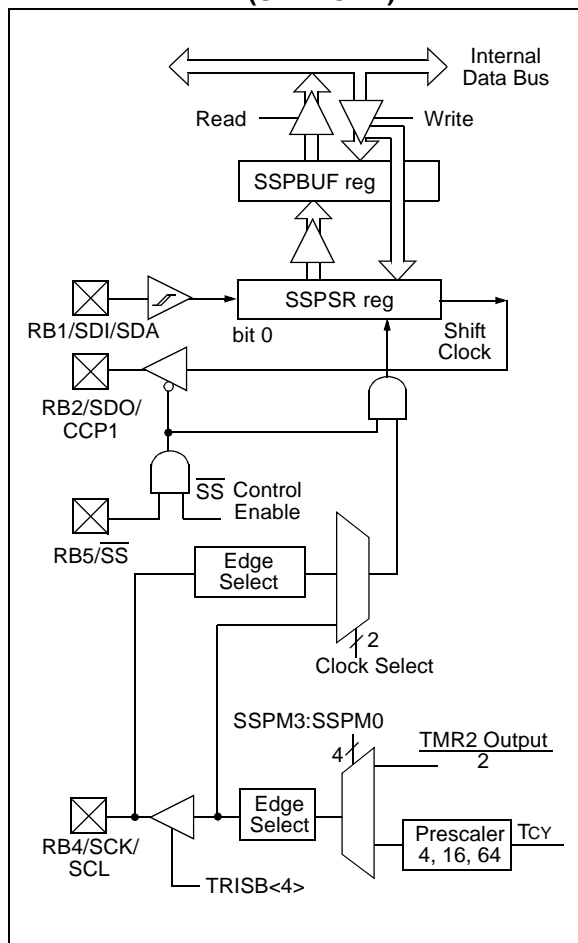 Internal
Data Bus
Read
Write
SSPBUF reg
SSPSR reg
RB1/SDI/SDA
bit 0
Shift
Clock
RB2/SDO/
CCP1
SS Control
Enable
RB5/SS
Edge
Select
2
Clock Select
SSPM3:SSPM0
TMR2 Output
4
2
Edge
Select
Prescaler
4, 16, 64
TCY
RB4/SCK/
SCL
TRISB<4>